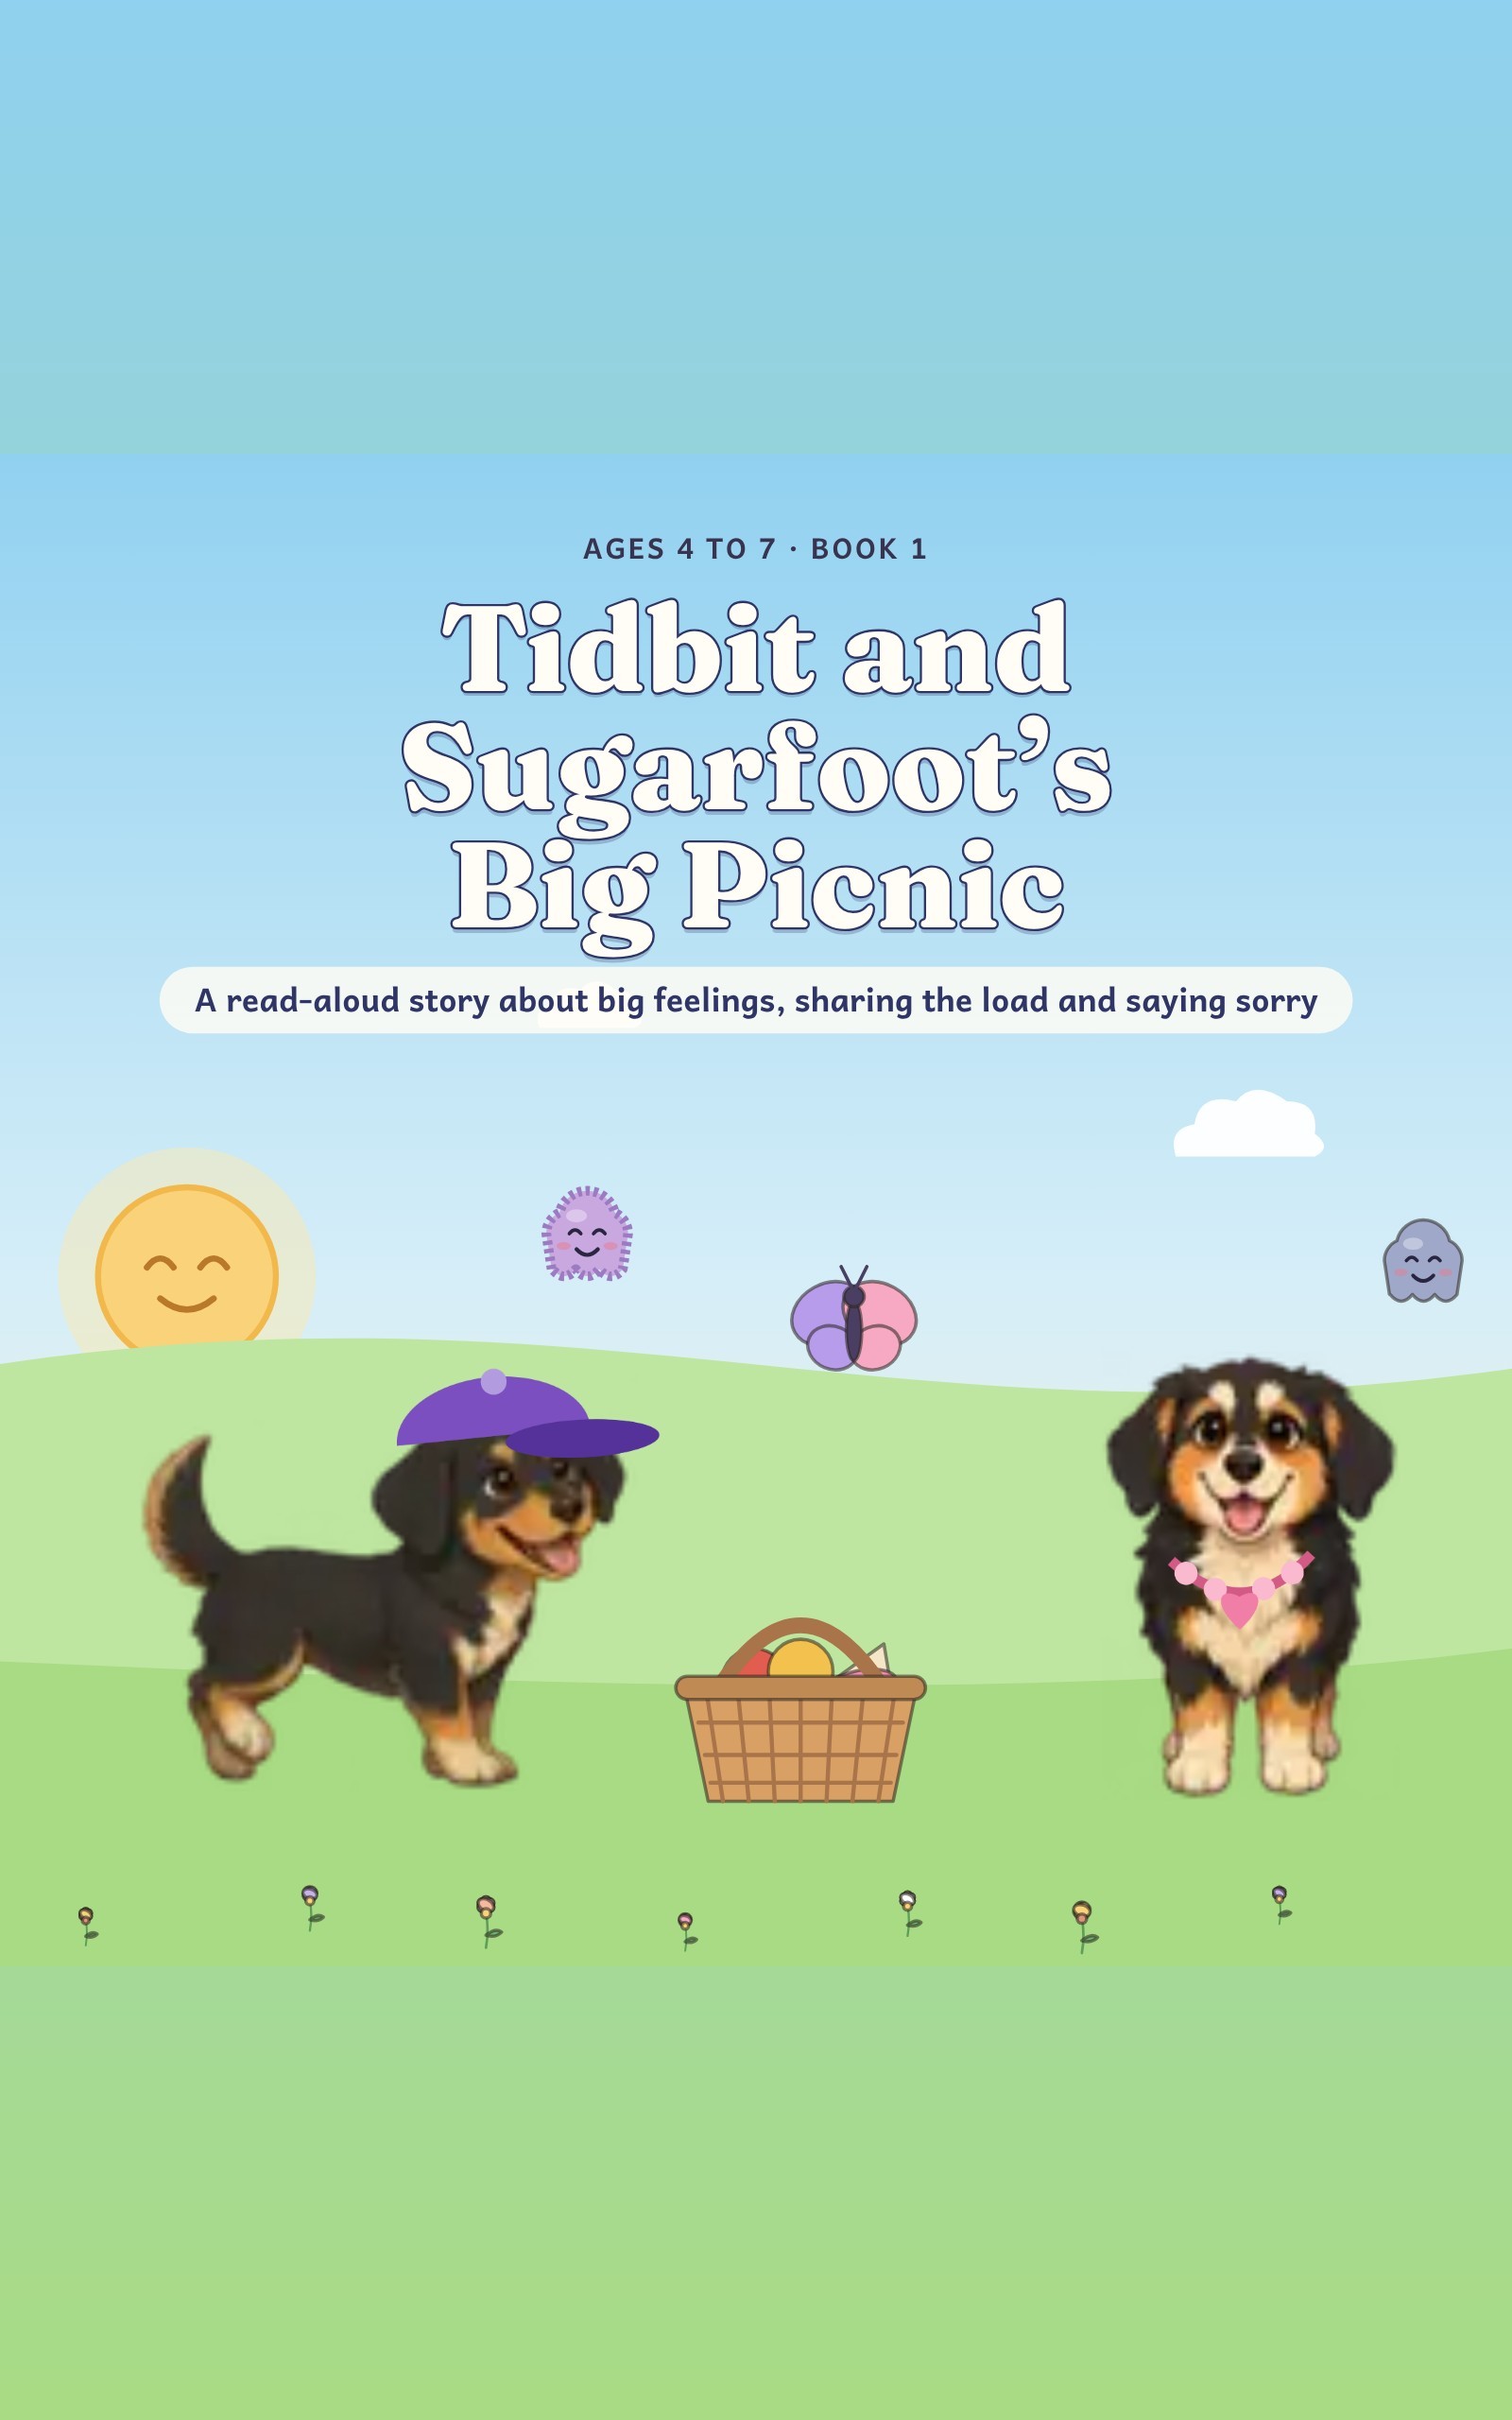 AGES 4 TO 7 · BOOK 1
Tidbit and
Sugarfoot’s
Big Picnic
A read-aloud story about big feelings, sharing the load and saying sorry